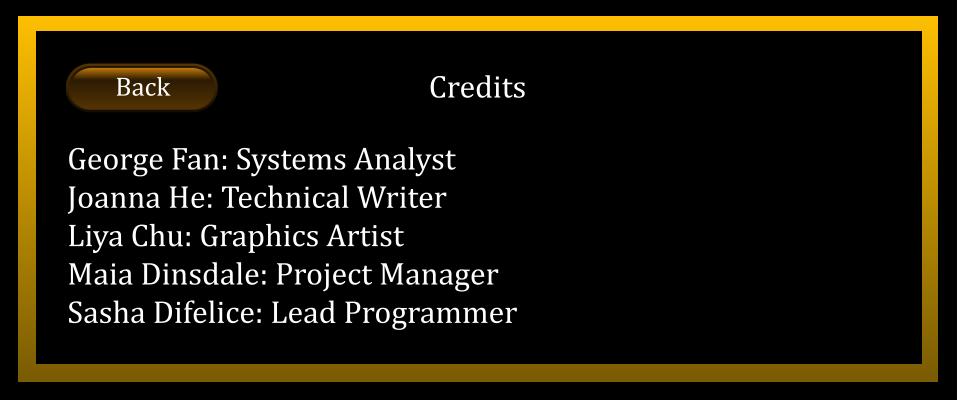 Back
Credits
George Fan: Systems Analyst
Joanna He: Technical Writer
Liya Chu: Graphics Artist
Maia Dinsdale: Project Manager
Sasha Difelice: Lead Programmer